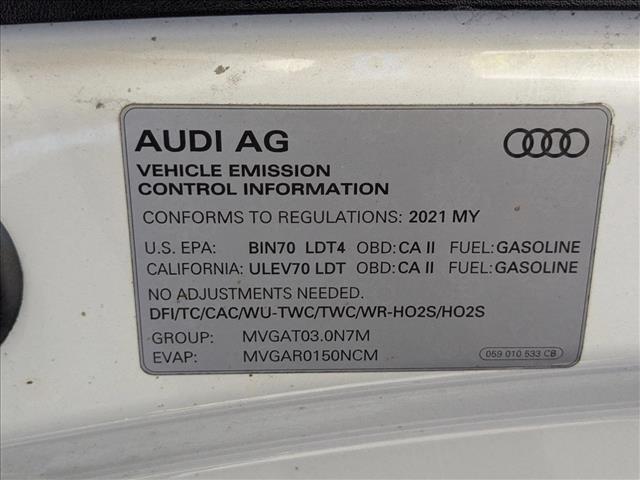 AUDI AG
VEHICLE EMISSION
CONTROL INFORMATION
CONFORMS TO REGULATIONS: 2021 MY
U.S. EPA: BIN70 LDT4 OBD: CA II FUEL: GASOLINE
CALIFORNIA: ULEV70 LDT OBD: CA II FUEL: GASOLINE
NO ADJUSTMENTS NEEDED.
DFI/TC/CAC/WU-TWC/TWC/WR-HO2S/HO2S
GROUP: MVGAT03.0N7M
EVAP: MVGAR0150NCM
059 010 533 CB